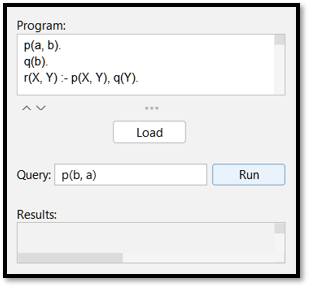 Program:
p(a, b).
q(b).
r(X, Y) :- p(X, Y), q(Y).
Load
Query:
p(b, a)
Run
Results: